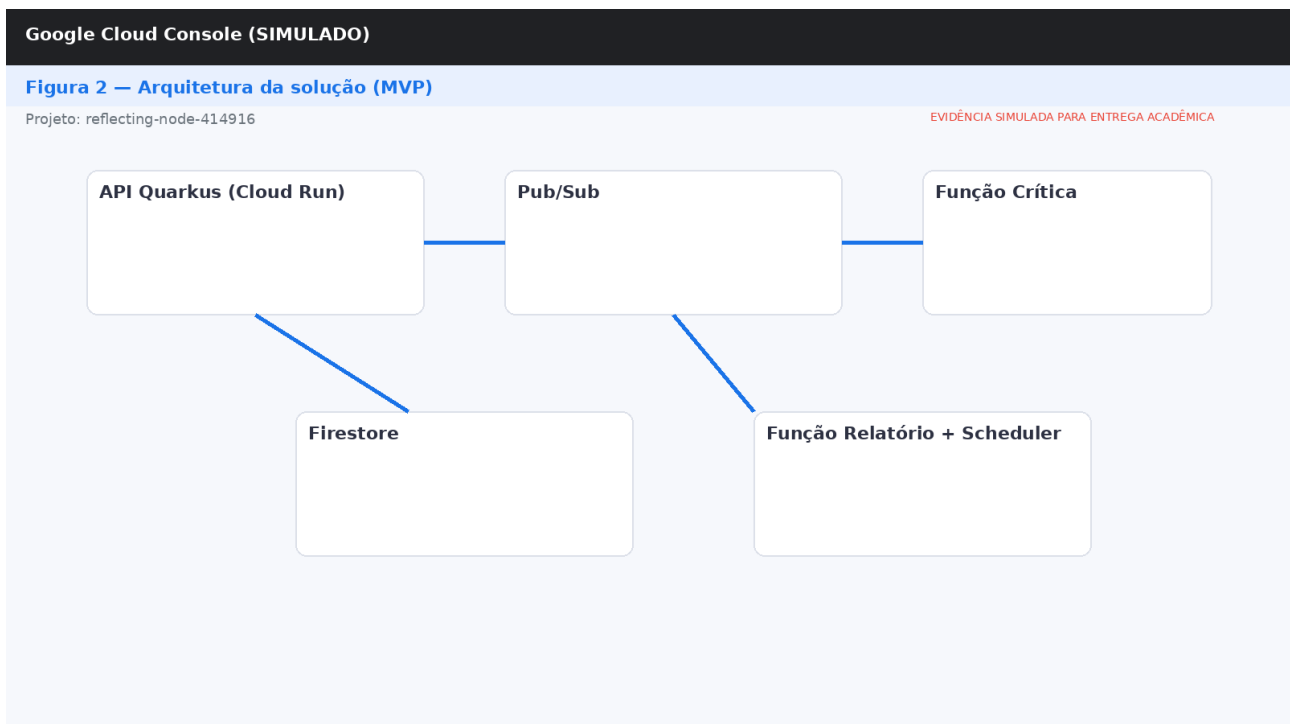 Google Cloud Console (SIMULADO)
Figura 2 — Arquitetura da solução (MVP)
Projeto: reflecting-node-414916
EVIDÊNCIA SIMULADA PARA ENTREGA ACADÊMICA
API Quarkus (Cloud Run)
Pub/Sub
Função Crítica
Firestore
Função Relatório + Scheduler